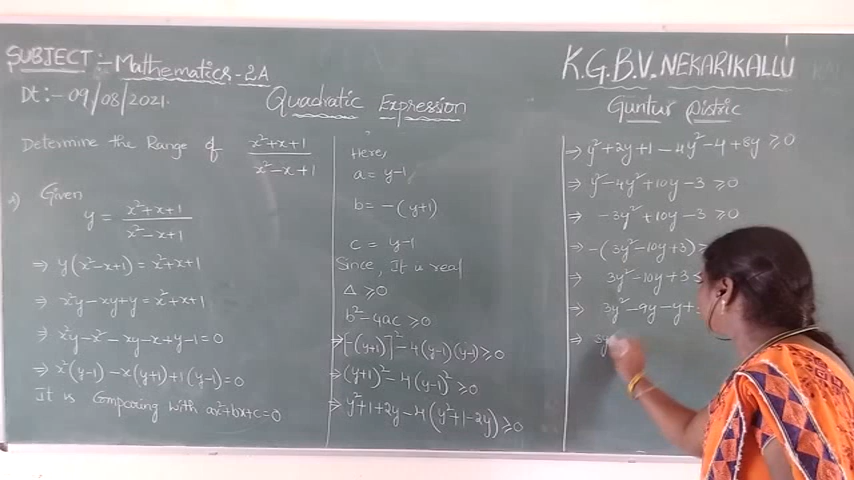 SUBJECT :- Mathematics-2A
Dt :- 09/08/2021.
Quadratic Expression
K.G.B.V. NEKARIKALLU
Guntur Distric
Determine the Range of (x²+x+1)/(x²-x+1)
Given
y = (x²+x+1)/(x²-x+1)
⇒ y(x²-x+1) = x²+x+1
⇒ x²y-xy+y = x²+x+1
⇒ x²y-x²-xy-x+y-1=0
⇒ x²(y-1)-x(y+1)+1(y-1)=0
It is Comparing with ax²+bx+c=0
Here,
a = y-1
b = -(y+1)
c = y-1
Since, It is real
Δ ≥0
b²-4ac ≥0
⇒ [-(y+1)]²-4(y-1)(y-1) ≥0
⇒ (y+1)²-4(y-1)² ≥0
⇒ y²+1+2y-4(y²+1-2y) ≥0
⇒ y²+2y+1-4y²-4+8y ≥0
⇒ y²-4y²+10y-3 ≥0
⇒ -3y²+10y-3 ≥0
⇒ -(3y²-10y+3) ≥
⇒ 3y²-10y+3 ≤
⇒ 3y²-9y-y+
⇒ 3y